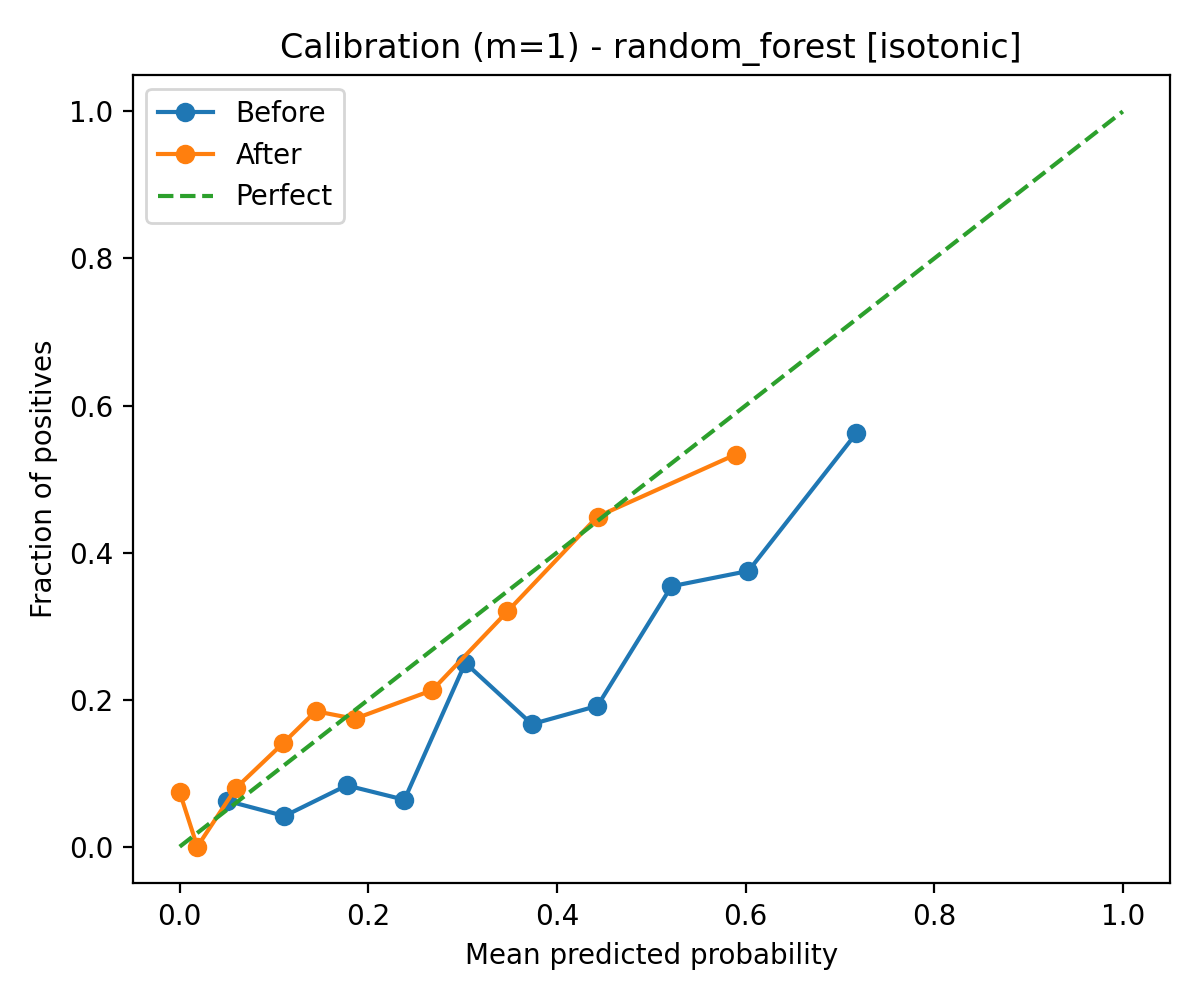 Calibration (m=1) - random_forest [isotonic]
Before
After
Perfect
1.0
0.8
0.6
0.4
0.2
0.0
Fraction of positives
0.0 0.2 0.4 0.6 0.8 1.0
Mean predicted probability